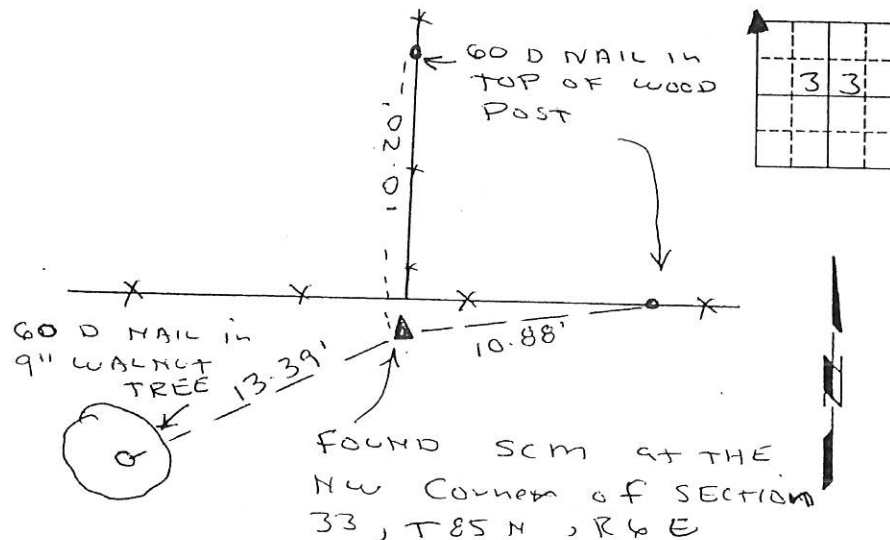 60 D NAIL in
TOP OF WOOD
POST
33
10.20'
60 D NAIL in
9" WALNUT
TREE
13.39'
10.88'
N
FOUND SCM at THE
NW Corner of SECTION
33, T85N, R6E